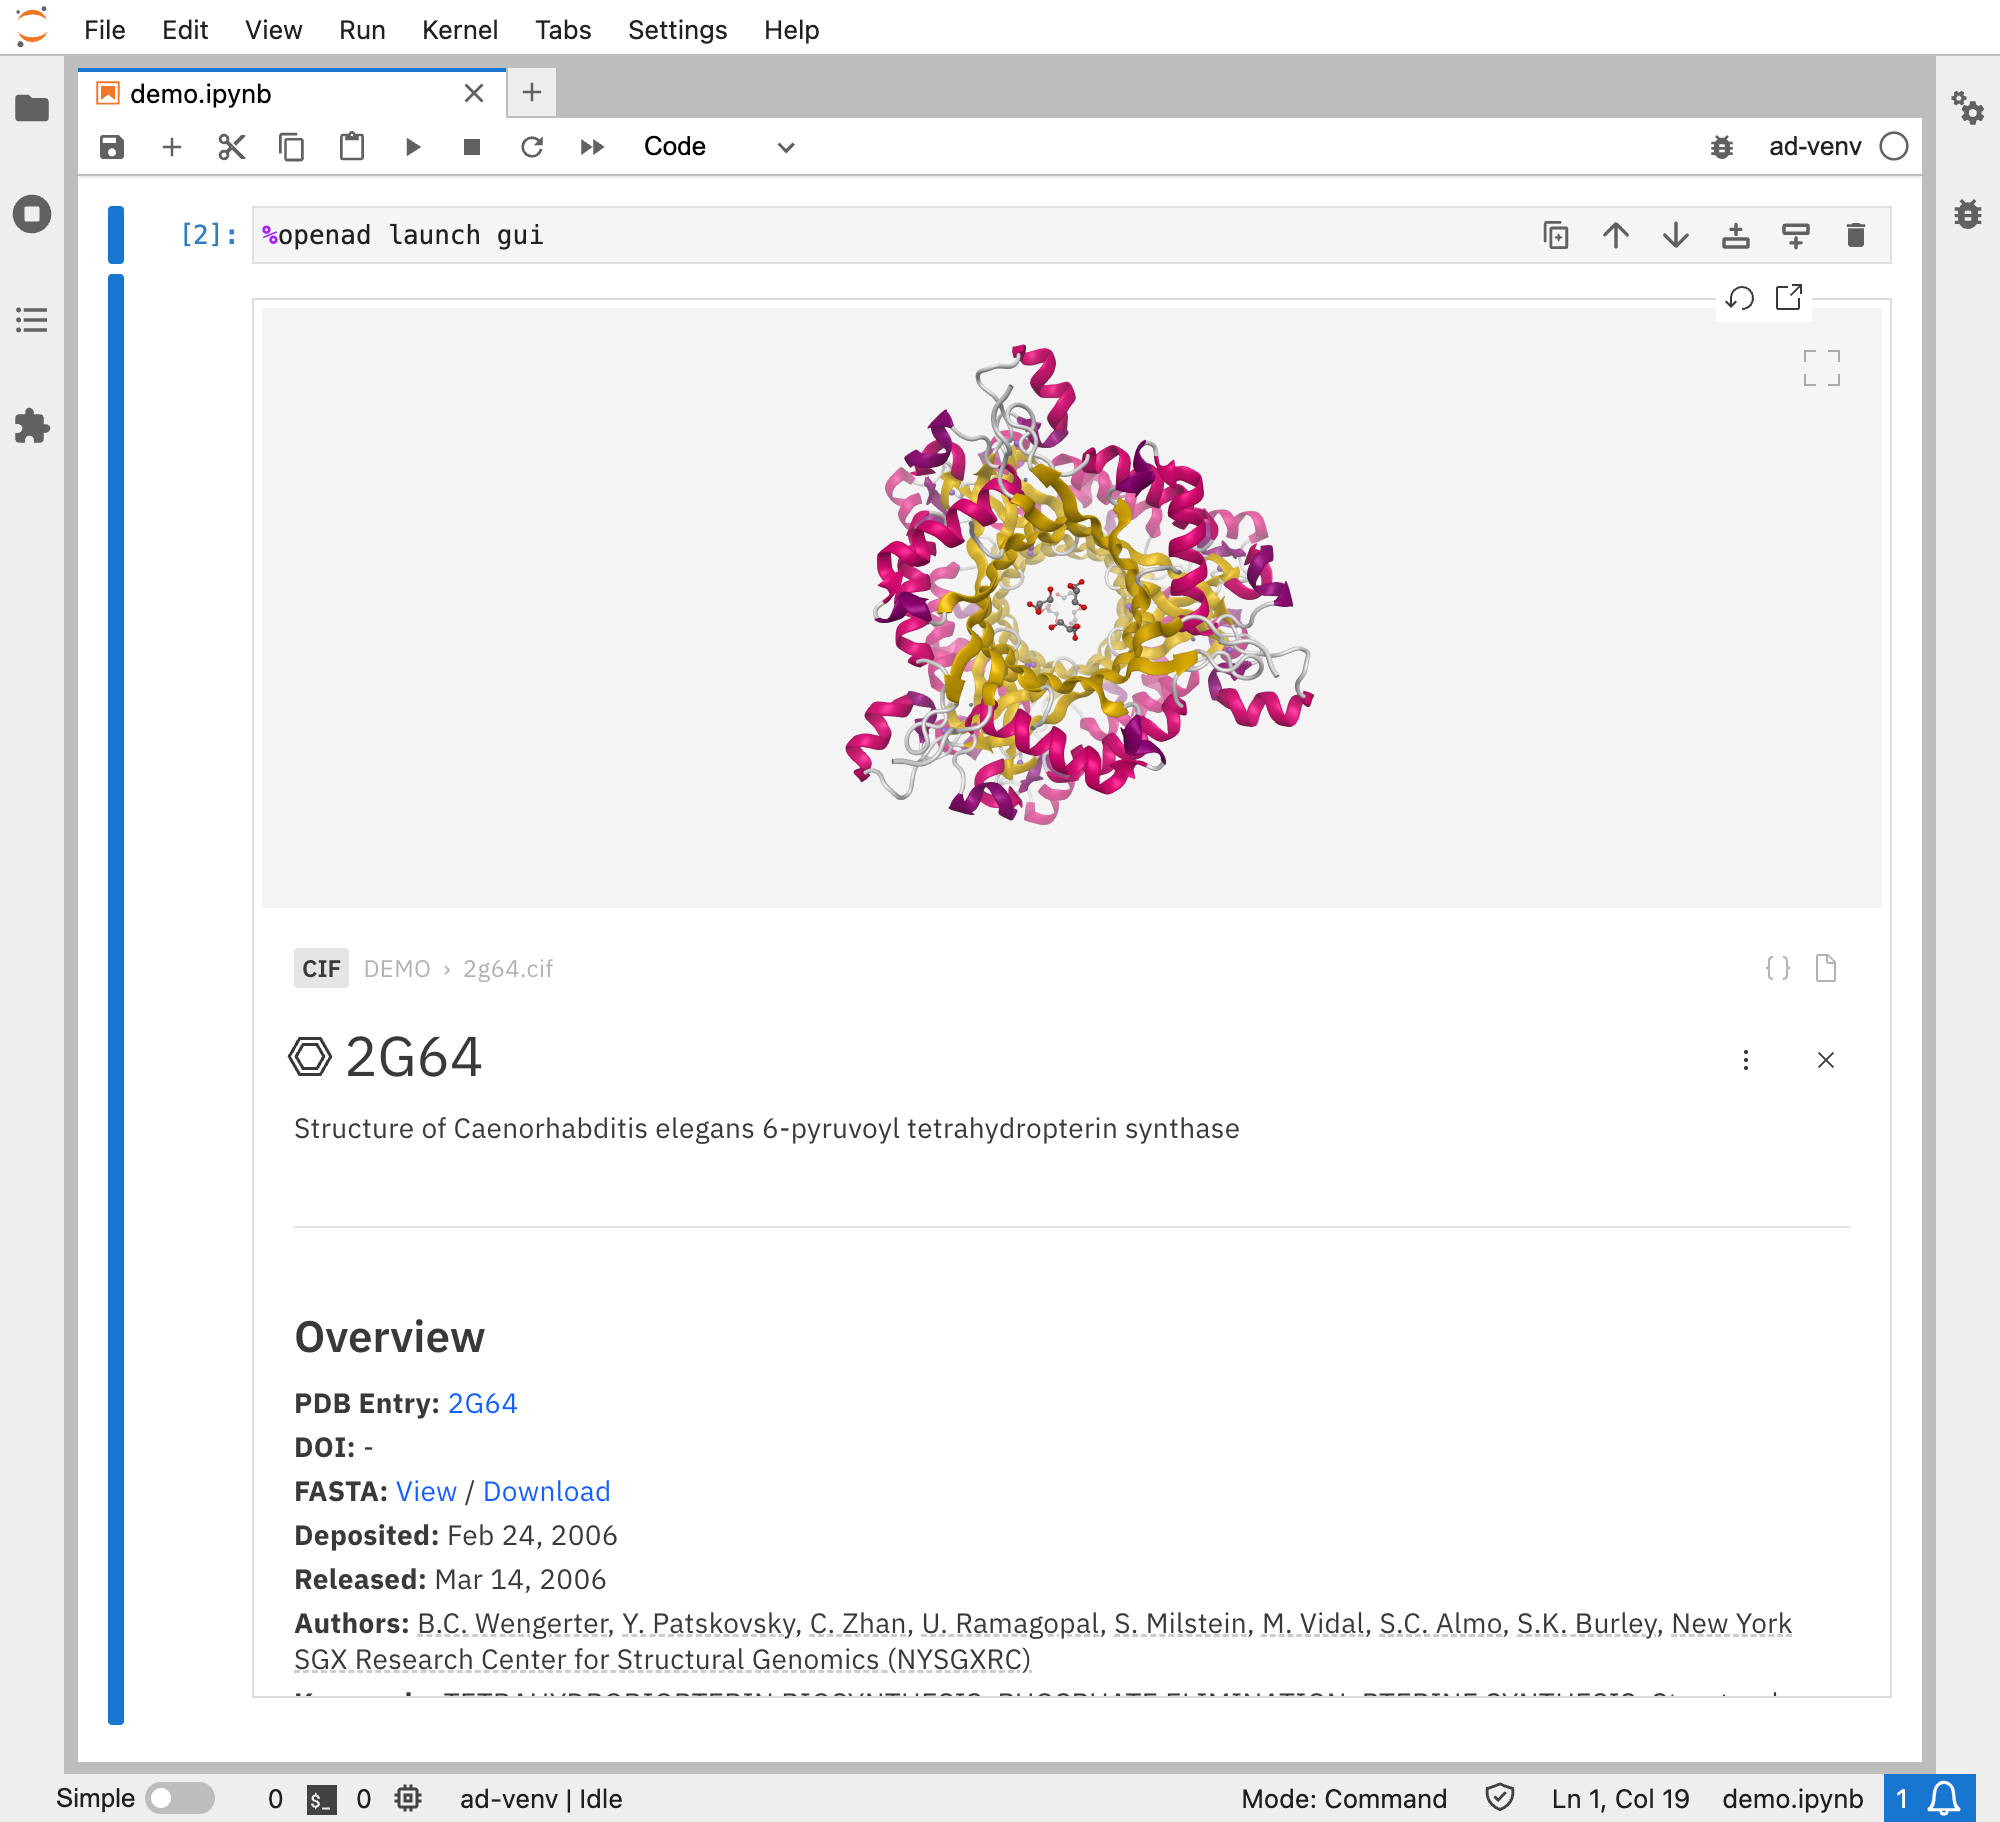 File Edit View Run Kernel Tabs Settings Help
demo.ipynb
Code
ad-venv
[2]: %openad launch gui
CIF DEMO › 2g64.cif
{ }
2G64
Structure of Caenorhabditis elegans 6-pyruvoyl tetrahydropterin synthase
Overview
PDB Entry: 2G64
DOI: -
FASTA: View / Download
Deposited: Feb 24, 2006
Released: Mar 14, 2006
Authors: B.C. Wengerter, Y. Patskovsky, C. Zhan, U. Ramagopal, S. Milstein, M. Vidal, S.C. Almo, S.K. Burley, New York
SGX Research Center for Structural Genomics (NYSGXRC)
Simple 0 $_ 0 ad-venv | Idle Mode: Command Ln 1, Col 19 demo.ipynb 1